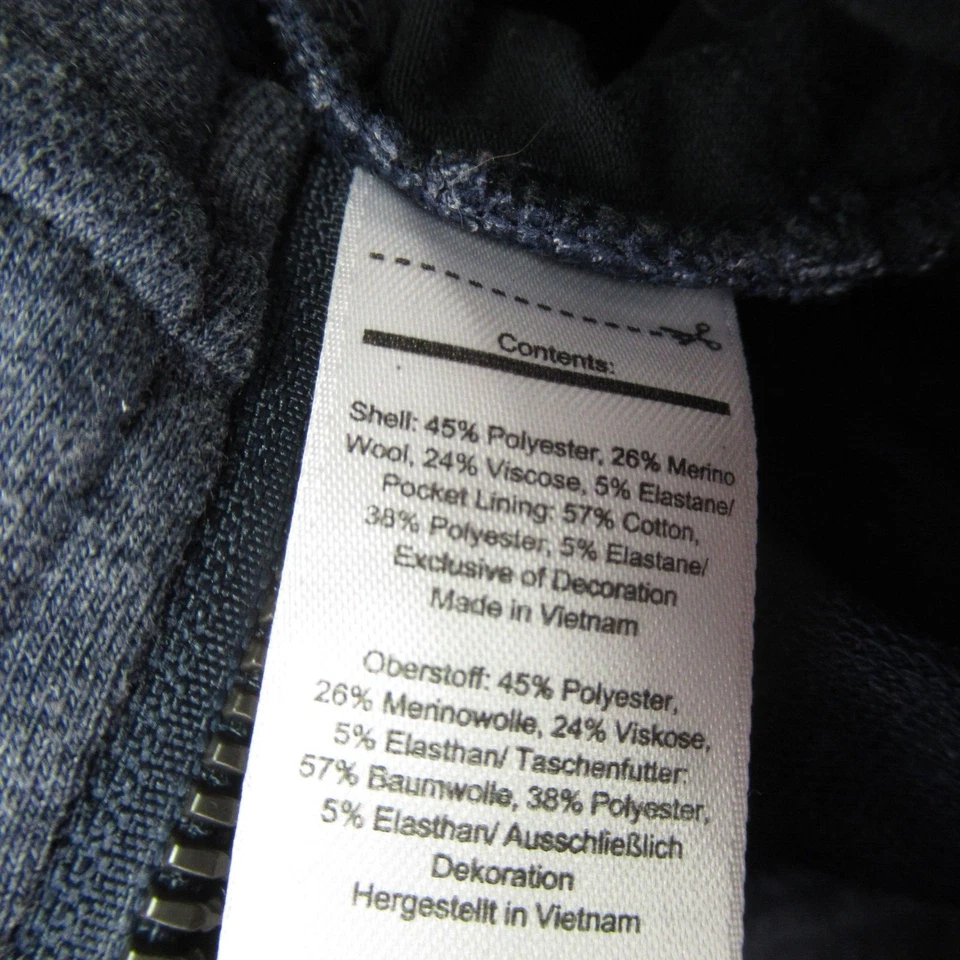 Contents:
Shell: 45% Polyester, 26% Merino
Wool, 24% Viscose, 5% Elastane/
Pocket Lining: 57% Cotton,
38% Polyester, 5% Elastane/
Exclusive of Decoration
Made in Vietnam
Oberstoff: 45% Polyester,
26% Merinowolle, 24% Viskose,
5% Elasthan/ Taschenfutter:
57% Baumwolle, 38% Polyester,
5% Elasthan/ Ausschließlich
Dekoration
Hergestellt in Vietnam